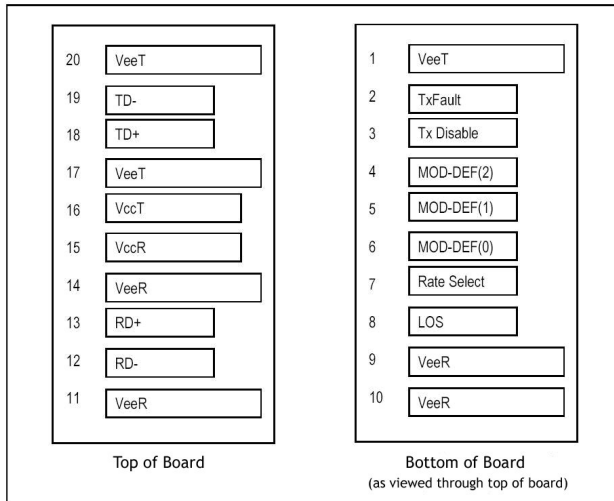 20 VeeT
19 TD-
18 TD+
17 VeeT
16 VccT
15 VccR
14 VeeR
13 RD+
12 RD-
11 VeeR
Top of Board
1 VeeT
2 TxFault
3 Tx Disable
4 MOD-DEF(2)
5 MOD-DEF(1)
6 MOD-DEF(0)
7 Rate Select
8 LOS
9 VeeR
10 VeeR
Bottom of Board
(as viewed through top of board)